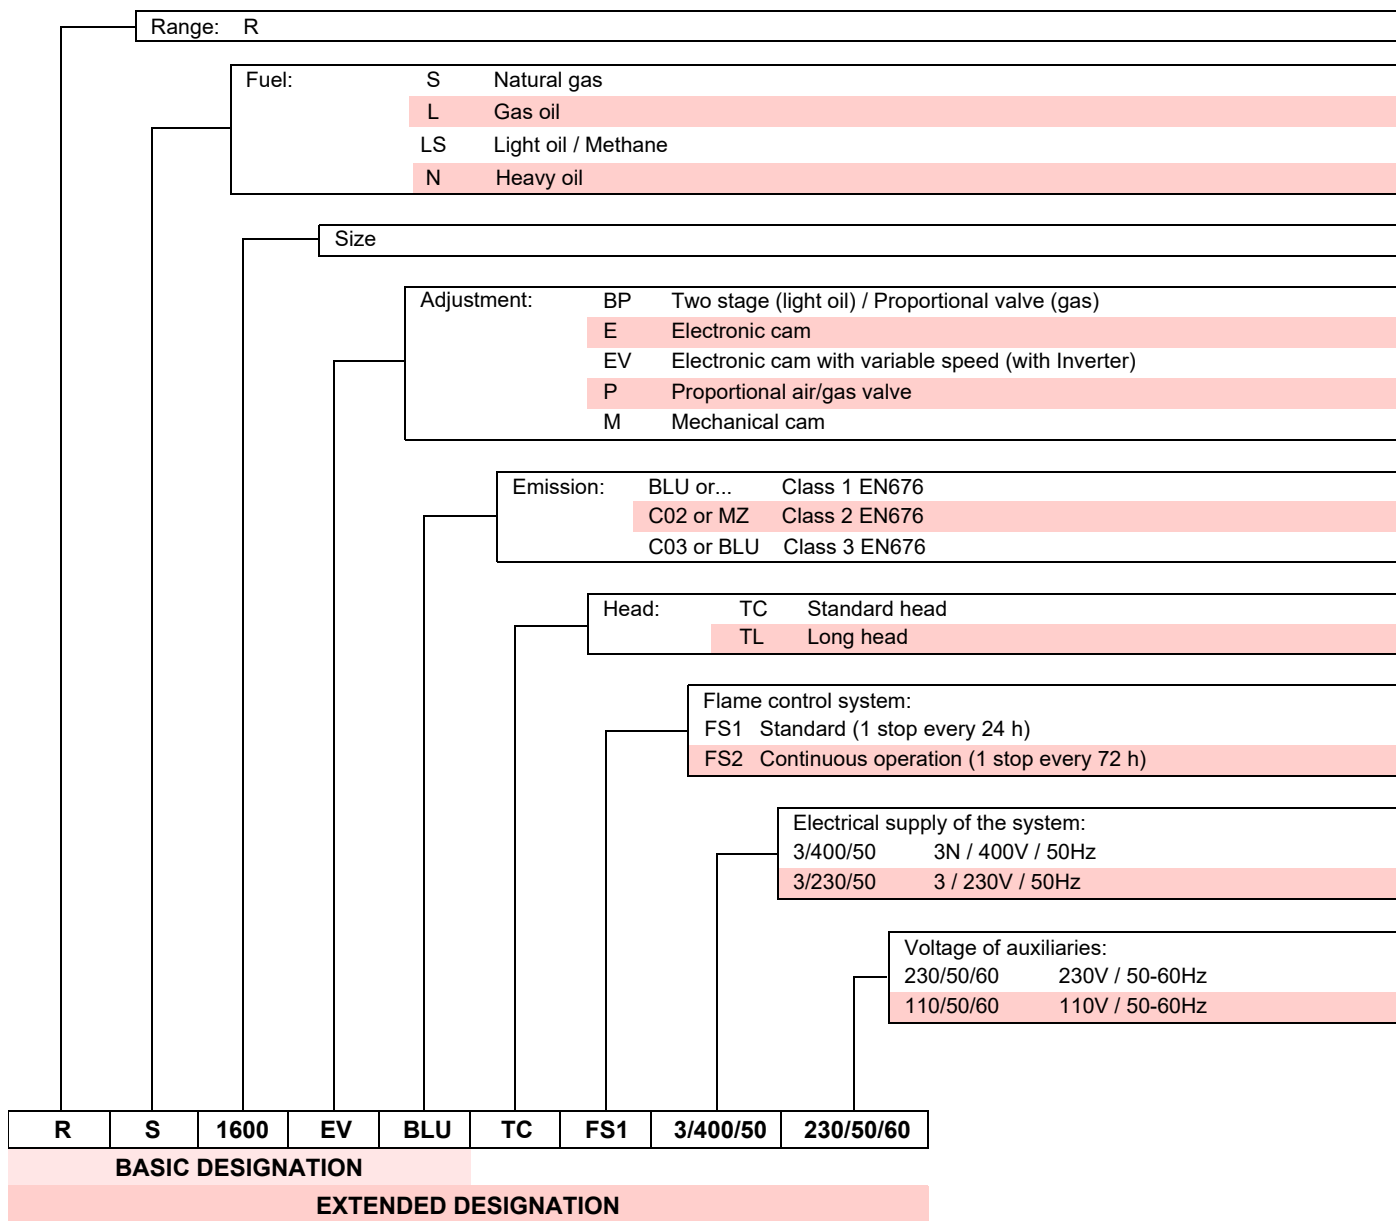 Range: R
Fuel: S Natural gas
L Gas oil
LS Light oil / Methane
N Heavy oil
Size
Adjustment: BP Two stage (light oil) / Proportional valve (gas)
E Electronic cam
EV Electronic cam with variable speed (with Inverter)
P Proportional air/gas valve
M Mechanical cam
Emission: BLU or... Class 1 EN676
C02 or MZ Class 2 EN676
C03 or BLU Class 3 EN676
Head: TC Standard head
TL Long head
Flame control system:
FS1 Standard (1 stop every 24 h)
FS2 Continuous operation (1 stop every 72 h)
Electrical supply of the system:
3/400/50 3N / 400V / 50Hz
3/230/50 3 / 230V / 50Hz
Voltage of auxiliaries:
230/50/60 230V / 50-60Hz
110/50/60 110V / 50-60Hz
R S 1600 EV BLU TC FS1 3/400/50 230/50/60
BASIC DESIGNATION
EXTENDED DESIGNATION